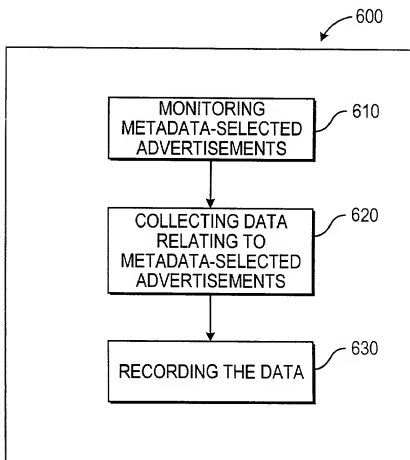 600
MONITORING
METADATA-SELECTED
ADVERTISEMENTS
610
COLLECTING DATA
RELATING TO
METADATA-SELECTED
ADVERTISEMENTS
620
RECORDING THE DATA
630